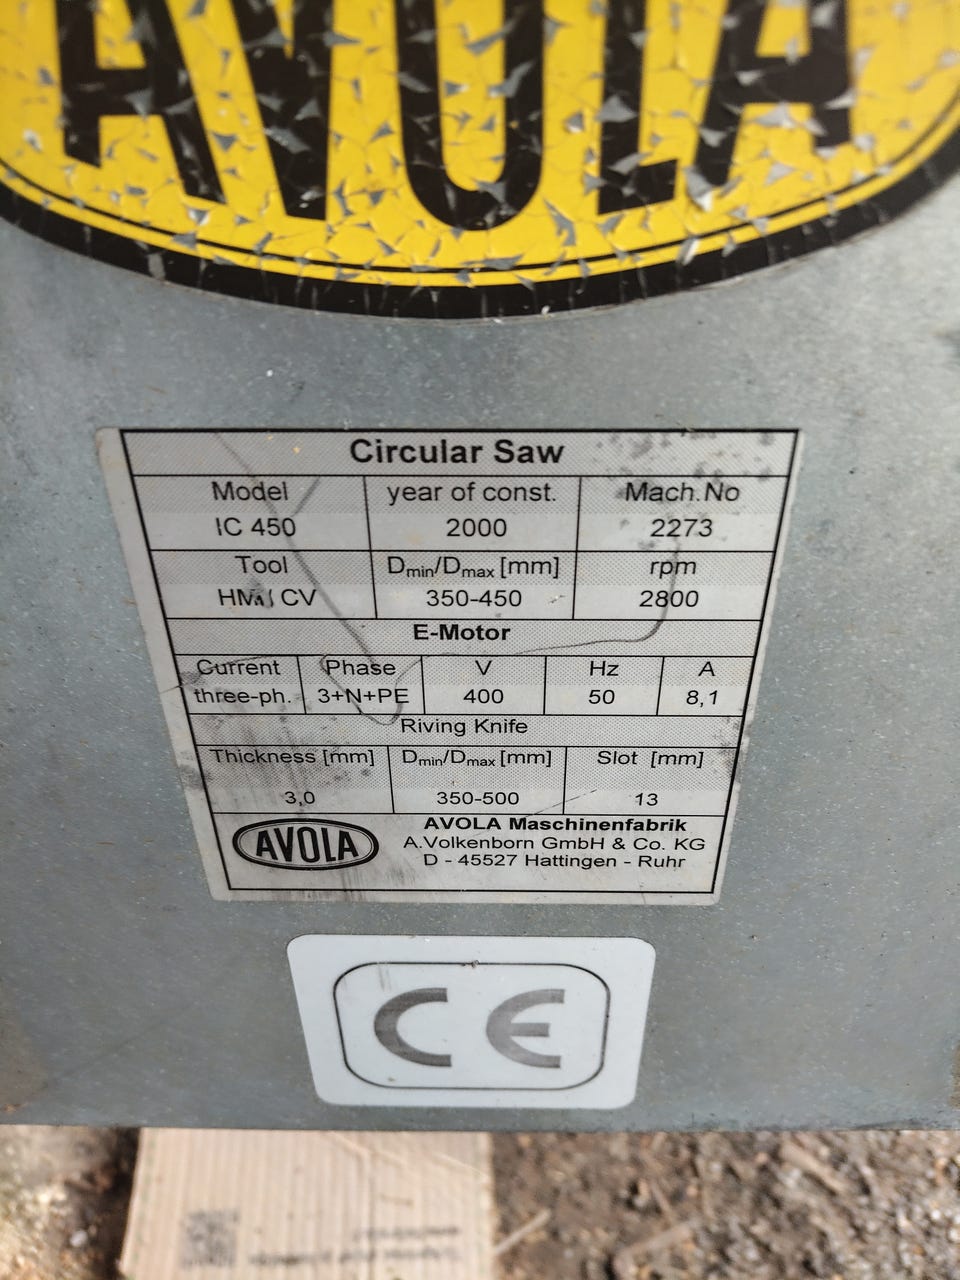 AVOLA
Circular Saw
Model year of const. Mach.No
IC 450 2000 2273
Tool Dmin/Dmax [mm] rpm
HM / CV 350-450 2800
E-Motor
Current Phase V Hz A
three-ph. 3+N+PE 400 50 8,1
Riving Knife
Thickness [mm] Dmin/Dmax [mm] Slot [mm]
3,0 350-500 13
AVOLA
AVOLA Maschinenfabrik
A.Volkenborn GmbH & Co. KG
D - 45527 Hattingen - Ruhr
CE